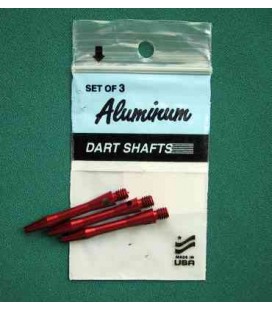 SET OF 3
Aluminum
DART SHAFTS
MADE IN
USA